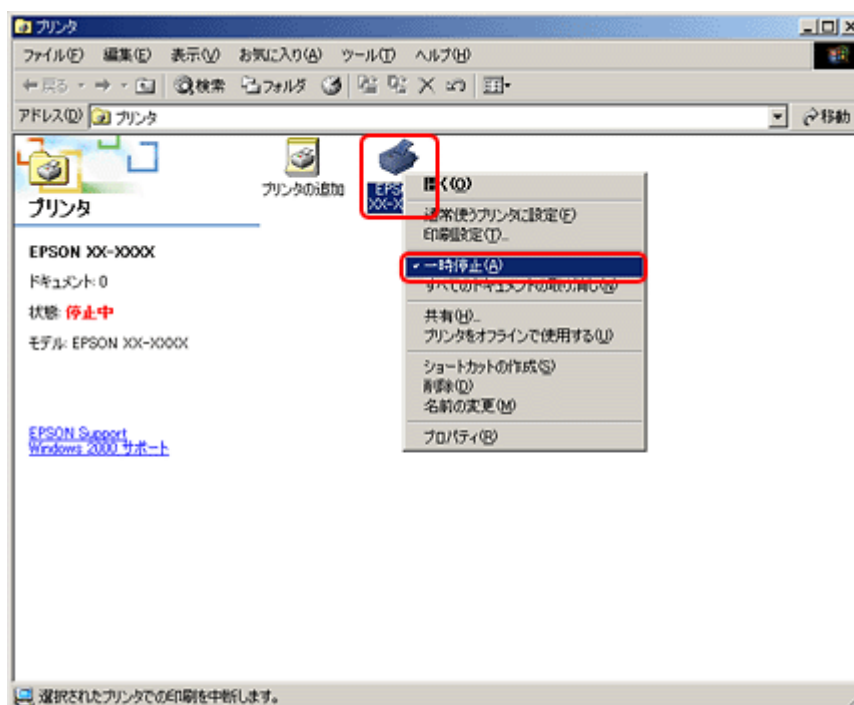 プリンタ
ファイル(F) 編集(E) 表示(V) お気に入り(A) ツール(T) ヘルプ(H)
戻る 検索 フォルダ
アドレス(D) プリンタ 移動
プリンタ
プリンタの追加
EPS
XX-X
EPSON XX-XXXX
ドキュメント: 0
状態: 停止中
モデル: EPSON XX-XXXX
EPSON Support
Windows 2000 サポート
開く(O)
通常使うプリンタに設定(F)
印刷設定(T)...
一時停止(A)
すべてのドキュメントの取り消し(N)
共有(H)...
プリンタをオフラインで使用する(U)
ショートカットの作成(S)
削除(D)
名前の変更(M)
プロパティ(R)
選択されたプリンタでの印刷を中断します。